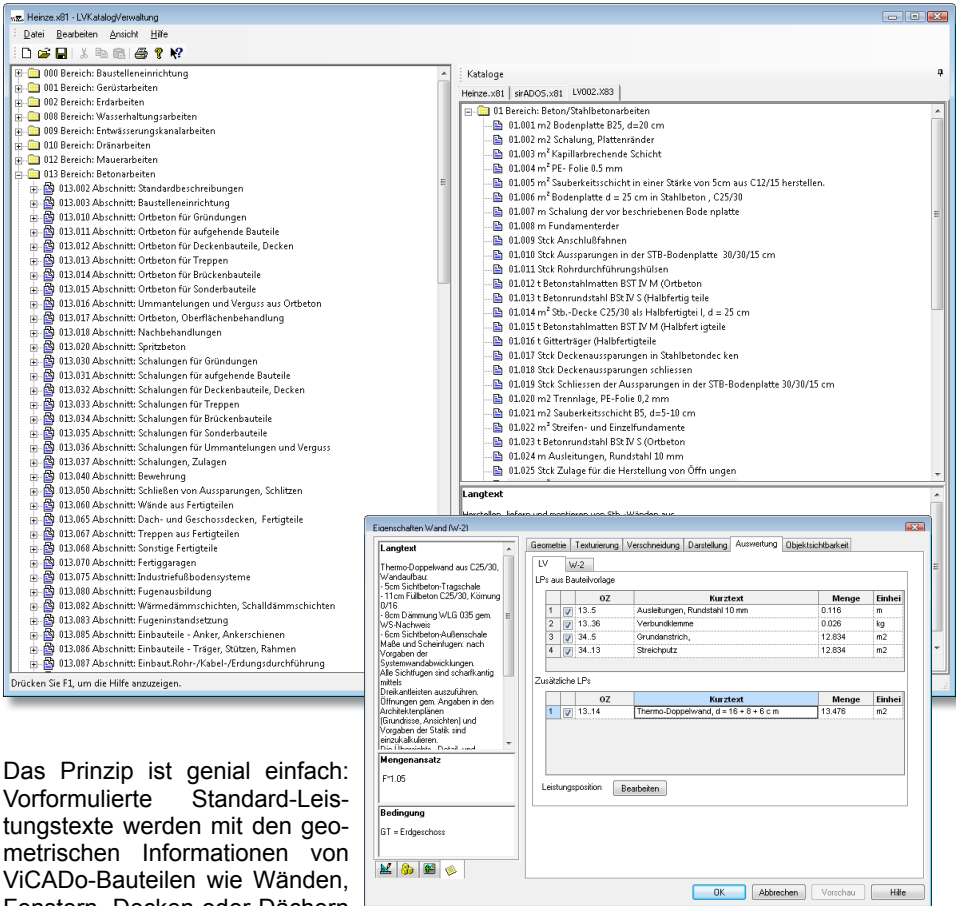 Heinze.x81 - LVKatalogVerwaltung
Datei Bearbeiten Ansicht Hilfe
000 Bereich: Baustelleneinrichtung
001 Bereich: Gerüstarbeiten
002 Bereich: Erdarbeiten
008 Bereich: Wasserhaltungsarbeiten
009 Bereich: Entwässerungskanalarbeiten
010 Bereich: Dränarbeiten
012 Bereich: Mauerarbeiten
013 Bereich: Betonarbeiten
013.002 Abschnitt: Standardbeschreibungen
013.003 Abschnitt: Baustelleneinrichtung
013.010 Abschnitt: Ortbeton für Gründungen
013.011 Abschnitt: Ortbeton für aufgehende Bauteile
013.012 Abschnitt: Ortbeton für Deckenbauteile, Decken
013.013 Abschnitt: Ortbeton für Treppen
013.014 Abschnitt: Ortbeton für Brückenbauteile
013.015 Abschnitt: Ortbeton für Sonderbauteile
013.016 Abschnitt: Ummantelungen und Verguss aus Ortbeton
013.017 Abschnitt: Ortbeton, Oberflächenbehandlung
013.018 Abschnitt: Nachbehandlungen
013.020 Abschnitt: Spritzbeton
013.030 Abschnitt: Schalungen für Gründungen
013.031 Abschnitt: Schalungen für aufgehende Bauteile
013.032 Abschnitt: Schalungen für Deckenbauteile, Decken
013.033 Abschnitt: Schalungen für Treppen
013.034 Abschnitt: Schalungen für Brückenbauteile
013.035 Abschnitt: Schalungen für Sonderbauteile
013.036 Abschnitt: Schalungen für Ummantelungen und Verguss
013.037 Abschnitt: Schalungen, Zulagen
013.040 Abschnitt: Bewehrung
013.050 Abschnitt: Schließen von Aussparungen, Schlitzen
013.060 Abschnitt: Wände aus Fertigteilen
013.065 Abschnitt: Dach- und Geschossdecken, Fertigteile
013.067 Abschnitt: Treppen aus Fertigteilen
013.068 Abschnitt: Sonstige Fertigteile
013.070 Abschnitt: Fertiggaragen
013.075 Abschnitt: Industriefußbodensysteme
013.080 Abschnitt: Fugenausbildung
013.082 Abschnitt: Wärmedämmschichten, Schalldämmschichten
013.083 Abschnitt: Fugeninstandsetzung
013.085 Abschnitt: Einbauteile - Anker, Ankerschienen
013.086 Abschnitt: Einbauteile - Träger, Stützen, Rahmen
013.087 Abschnitt: Einbaut.Rohr-/Kabel-/Erdungsdurchführung
Drücken Sie F1, um die Hilfe anzuzeigen.
Kataloge
Heinze.x81 sirADOS.x81 LV002.X83
01 Bereich: Beton/Stahlbetonarbeiten
01.001 m2 Bodenplatte B25, d=20 cm
01.002 m2 Schalung, Plattenränder
01.003 m² Kapillarbrechende Schicht
01.004 m² PE- Folie 0.5 mm
01.005 m² Sauberkeitsschicht in einer Stärke von 5cm aus C12/15 herstellen.
01.006 m² Bodenplatte d = 25 cm in Stahlbeton , C25/30
01.007 m Schalung der vor beschriebenen Bode nplatte
01.008 m Fundamenterder
01.009 Stck Anschlußfahnen
01.010 Stck Aussparungen in der STB-Bodenplatte 30/30/15 cm
01.011 Stck Rohrdurchführungshülsen
01.012 t Betonstahlmatten BST IV M (Ortbeton
01.013 t Betonrundstahl BSt IV S (Halbfertig teile
01.014 m² Stb.-Decke C25/30 als Halbfertigtei l, d = 25 cm
01.015 t Betonstahlmatten BST IV M (Halbfert igteile
01.016 t Gitterträger (Halbfertigteile
01.017 Stck Deckenaussparungen in Stahlbetondec ken
01.018 Stck Deckenaussparungen schliessen
01.019 Stck Schliessen der Aussparungen in der STB-Bodenplatte 30/30/15 cm
01.020 m2 Trennlage, PE-Folie 0,2 mm
01.021 m2 Sauberkeitsschicht B5, d=5-10 cm
01.022 m³ Streifen- und Einzelfundamente
01.023 t Betonrundstahl BSt IV S (Ortbeton
01.024 m Ausleitungen, Rundstahl 10 mm
01.025 Stck Zulage für die Herstellung von Öffn ungen
Langtext
Herstellen, liefern und montieren von Stb.-Wänden aus
Eigenschaften Wand (W-2)
Langtext
Thermo-Doppelwand aus C25/30,
Wandaufbau:
- 5cm Sichtbeton-Tragschale
- 11cm Füllbeton C25/30, Körnung
0/16
- 8cm Dämmung WLG 035 gem.
WS-Nachweis
- 6cm Sichtbeton-Außenschale
Maße und Scheinfugen: nach
Vorgaben der
Systemwandabwicklungen.
Alle Sichtfugen sind scharfkantig
mittels
Dreikantleisten auszuführen.
Öffnungen gem. Angaben in den
Architektenplänen
(Grundrisse, Ansichten) und
Vorgaben der Statik sind
einzukalkulieren.
Die Übersichts-, Detail- und
Mengenansatz
F*1.05
Bedingung
GT = Erdgeschoss
Geometrie Texturierung Verschneidung Darstellung Auswertung Objektsichtbarkeit
LV W-2
LPs aus Bauteilvorlage
OZ Kurztext Menge Einhei
1 13..5 Ausleitungen, Rundstahl 10 mm 0.116 m
2 13..36 Verbundklemme 0.026 kg
3 34..5 Grundanstrich, 12.834 m2
4 34..13 Streichputz 12.834 m2
Zusätzliche LPs
OZ Kurztext Menge Einhei
1 13..14 Thermo-Doppelwand, d = 16 + 8 + 6 c m 13.476 m2
Leistungsposition Bearbeiten
OK Abbrechen Vorschau Hilfe
Das Prinzip ist genial einfach:
Vorformulierte Standard-Leis-
tungstexte werden mit den geo-
metrischen Informationen von
ViCADo-Bauteilen wie Wänden,
Fenstern, Decken oder Dächern